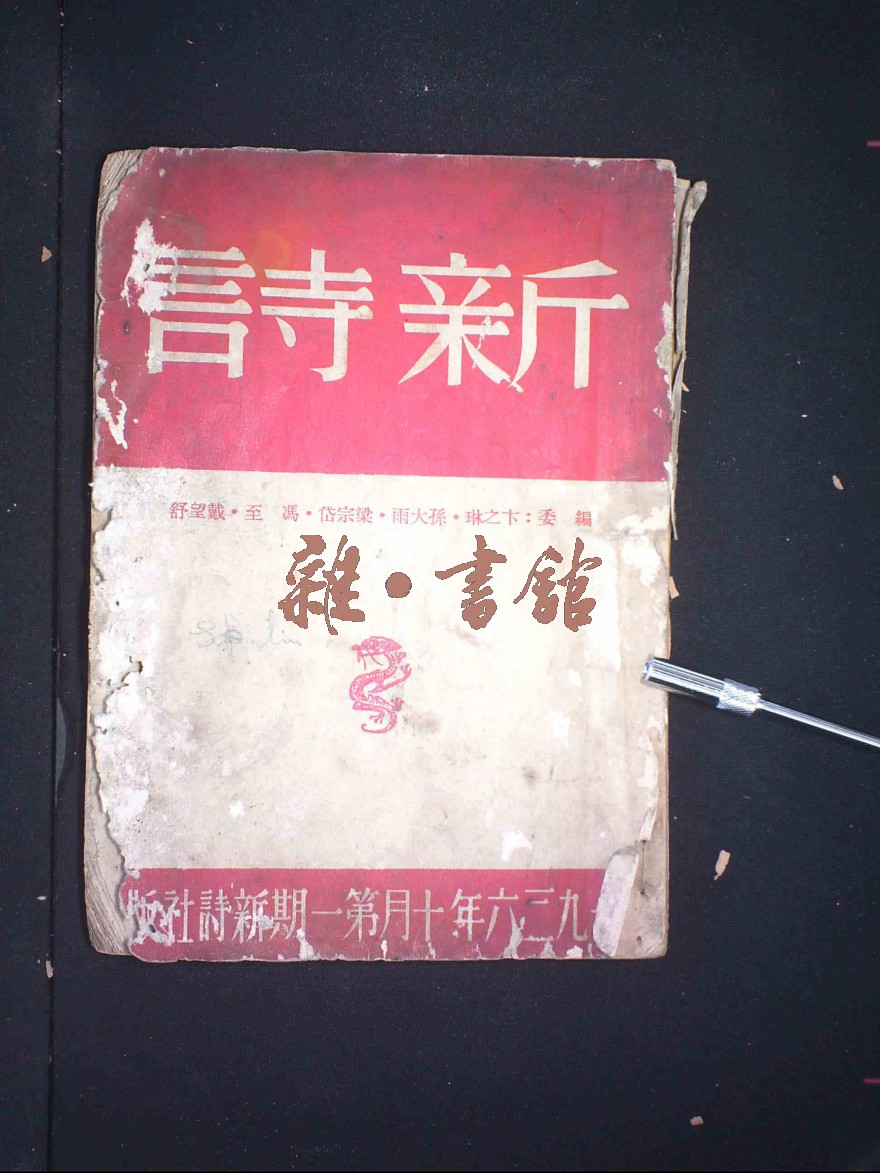 新詩
編委：卞之琳・孫大雨・梁宗岱・馮至・戴望舒
雜・書館
一九三六年十月第一期新詩社版